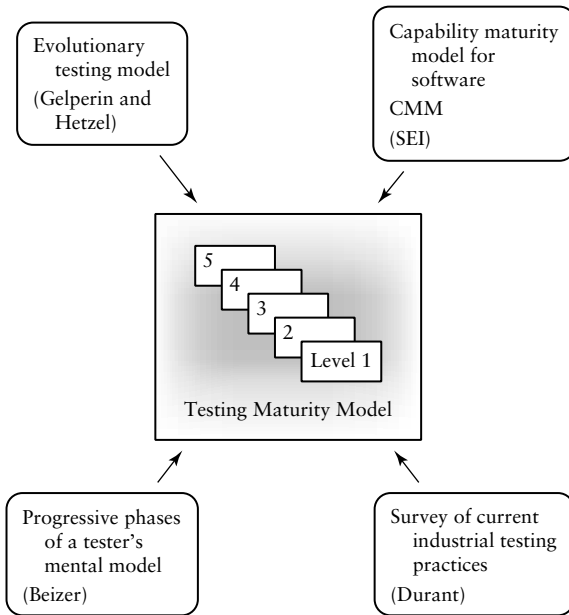 Evolutionary
testing model
(Gelperin and
Hetzel)
Capability maturity
model for
software
CMM
(SEI)
5
4
3
2
Level 1
Testing Maturity Model
Progressive phases
of a tester’s
mental model
(Beizer)
Survey of current
industrial testing
practices
(Durant)